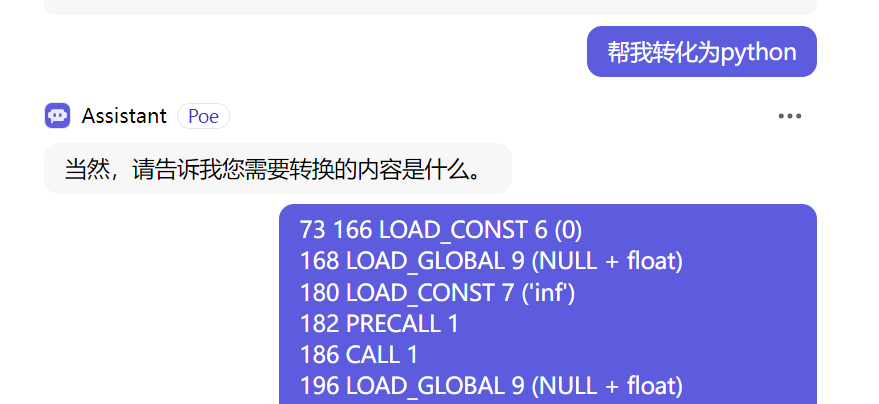 帮我转化为python
Assistant Poe
当然，请告诉我您需要转换的内容是什么。
73 166 LOAD_CONST 6 (0)
168 LOAD_GLOBAL 9 (NULL + float)
180 LOAD_CONST 7 ('inf')
182 PRECALL 1
186 CALL 1
196 LOAD_GLOBAL 9 (NULL + float)